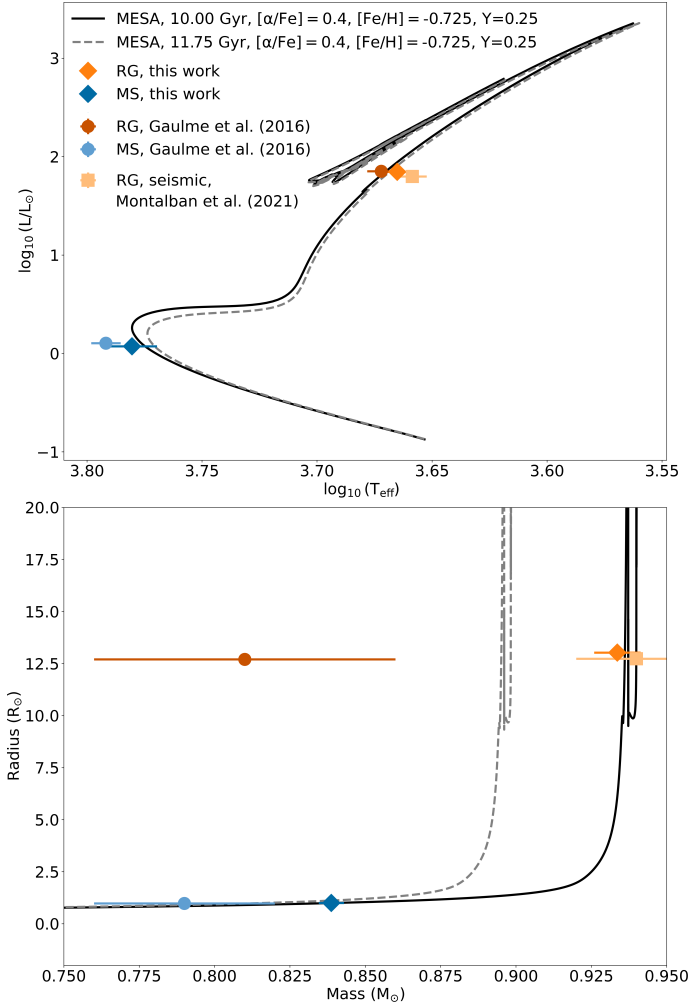 MESA, 10.00 Gyr, [α/Fe] = 0.4, [Fe/H] = -0.725, Y=0.25
MESA, 11.75 Gyr, [α/Fe] = 0.4, [Fe/H] = -0.725, Y=0.25
RG, this work
MS, this work
RG, Gaulme et al. (2016)
MS, Gaulme et al. (2016)
RG, seismic,
Montalban et al. (2021)
3
2
1
0
−1
log₁₀ (L/L⊙)
3.80 3.75 3.70 3.65 3.60 3.55
log₁₀ (T_eff)
20.0
17.5
15.0
12.5
10.0
7.5
5.0
2.5
0.0
Radius (R⊙)
0.750 0.775 0.800 0.825 0.850 0.875 0.900 0.925 0.950
Mass (M⊙)